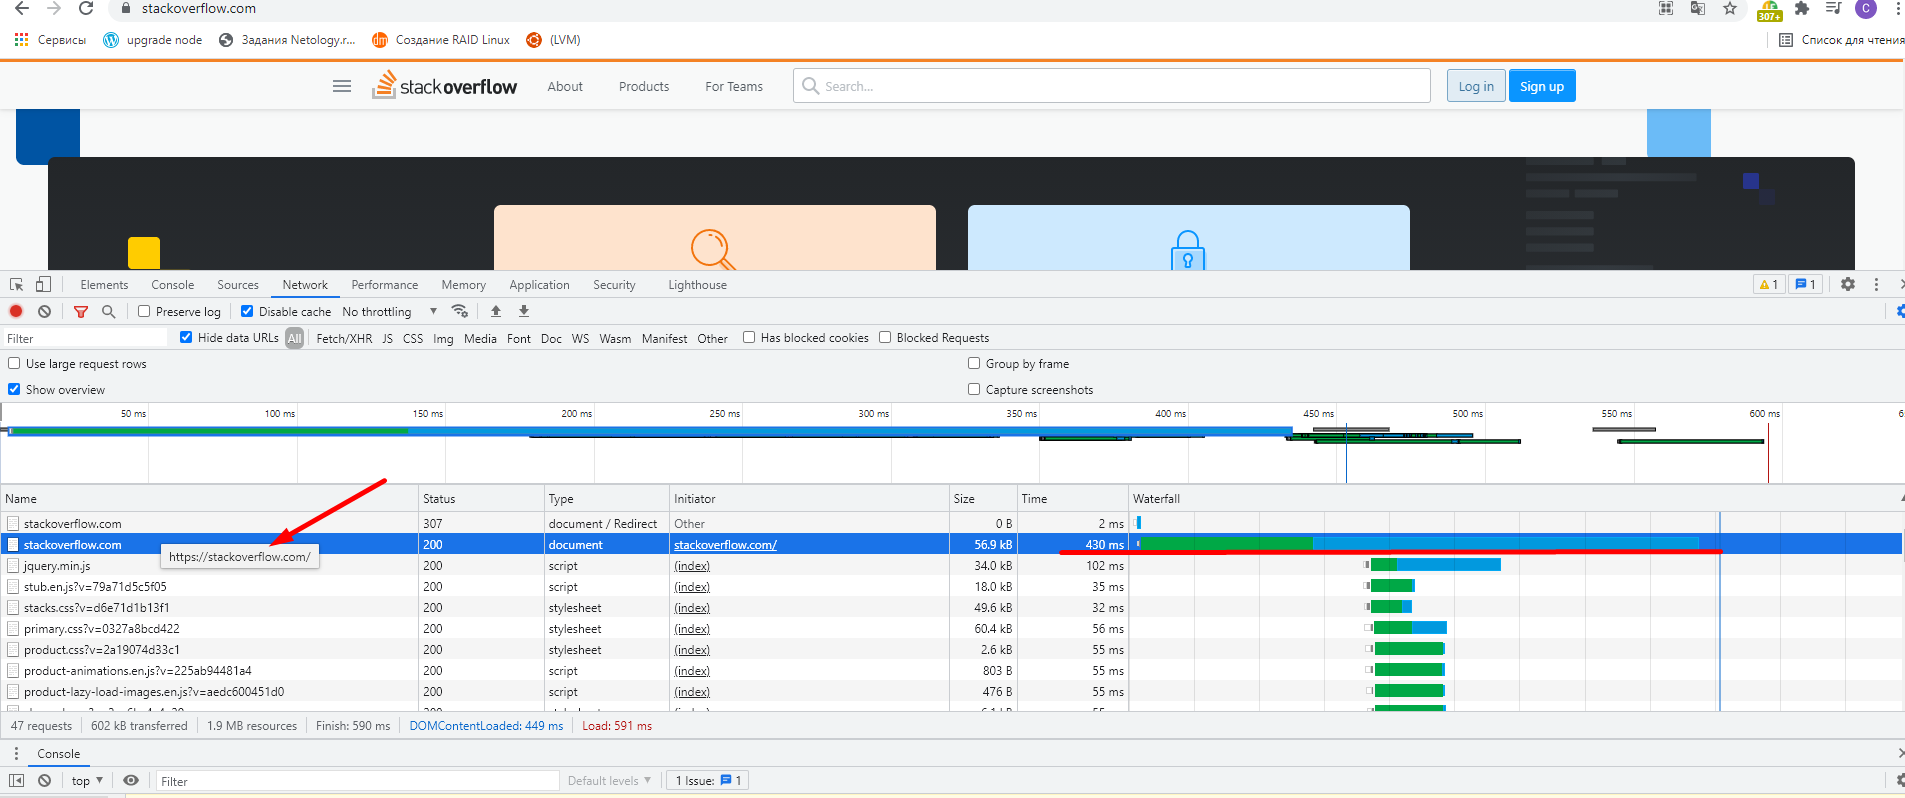 stackoverflow.com
307+
C
Сервисы upgrade node Задания Netology.r... dm Создание RAID Linux (LVM) Список для чтения
stackoverflow About Products For Teams Search... Log in Sign up
Elements Console Sources Network Performance Memory Application Security Lighthouse 1 1
Preserve log Disable cache No throttling
Filter Hide data URLs All Fetch/XHR JS CSS Img Media Font Doc WS Wasm Manifest Other Has blocked cookies Blocked Requests
Use large request rows Group by frame
Show overview Capture screenshots
50 ms 100 ms 150 ms 200 ms 250 ms 300 ms 350 ms 400 ms 450 ms 500 ms 550 ms 600 ms
Name Status Type Initiator Size Time Waterfall
stackoverflow.com 307 document / Redirect Other 0 B 2 ms
stackoverflow.com 200 document stackoverflow.com/ 56.9 kB 430 ms
https://stackoverflow.com/
jquery.min.js 200 script (index) 34.0 kB 102 ms
stub.en.js?v=79a71d5c5f05 200 script (index) 18.0 kB 35 ms
stacks.css?v=d6e71d1b13f1 200 stylesheet (index) 49.6 kB 32 ms
primary.css?v=0327a8bcd422 200 stylesheet (index) 60.4 kB 56 ms
product.css?v=2a19074d33c1 200 stylesheet (index) 2.6 kB 55 ms
product-animations.en.js?v=225ab94481a4 200 script (index) 803 B 55 ms
product-lazy-load-images.en.js?v=aedc600451d0 200 script (index) 476 B 55 ms
47 requests 602 kB transferred 1.9 MB resources Finish: 590 ms DOMContentLoaded: 449 ms Load: 591 ms
Console
top Filter Default levels 1 Issue: 1